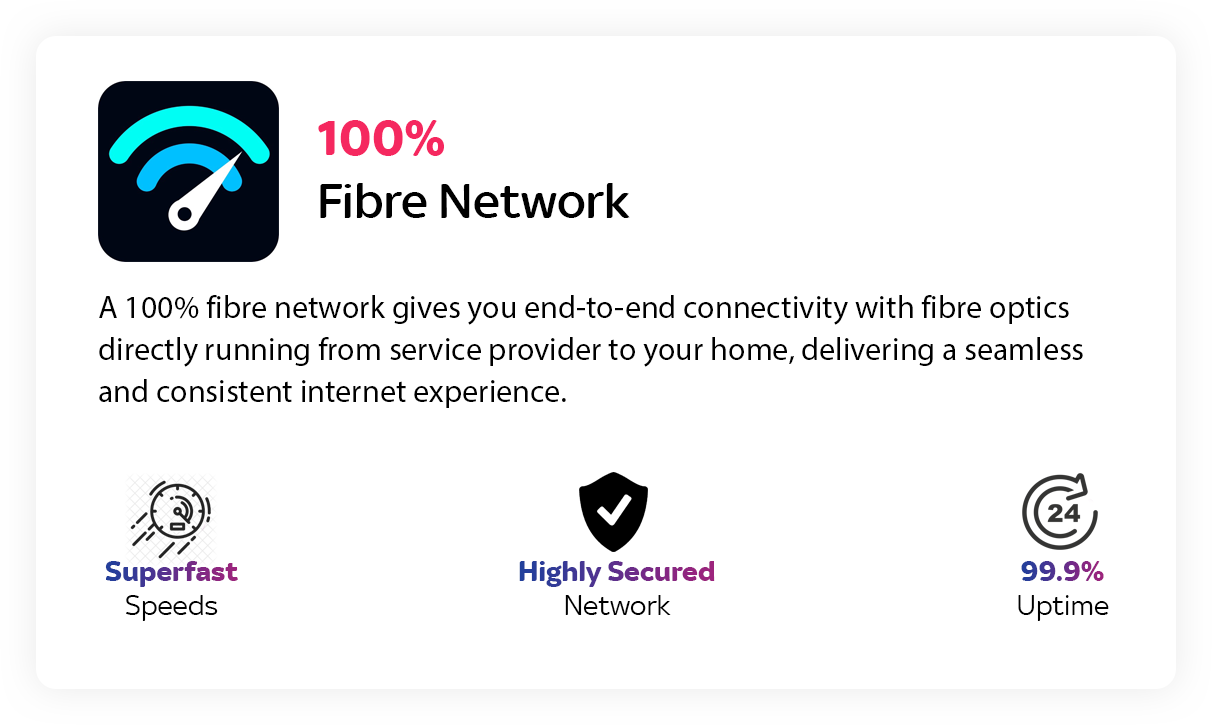 100%
Fibre Network
A 100% fibre network gives you end-to-end connectivity with fibre optics
directly running from service provider to your home, delivering a seamless
and consistent internet experience.
24
Superfast
Speeds
Highly Secured
Network
99.9%
Uptime